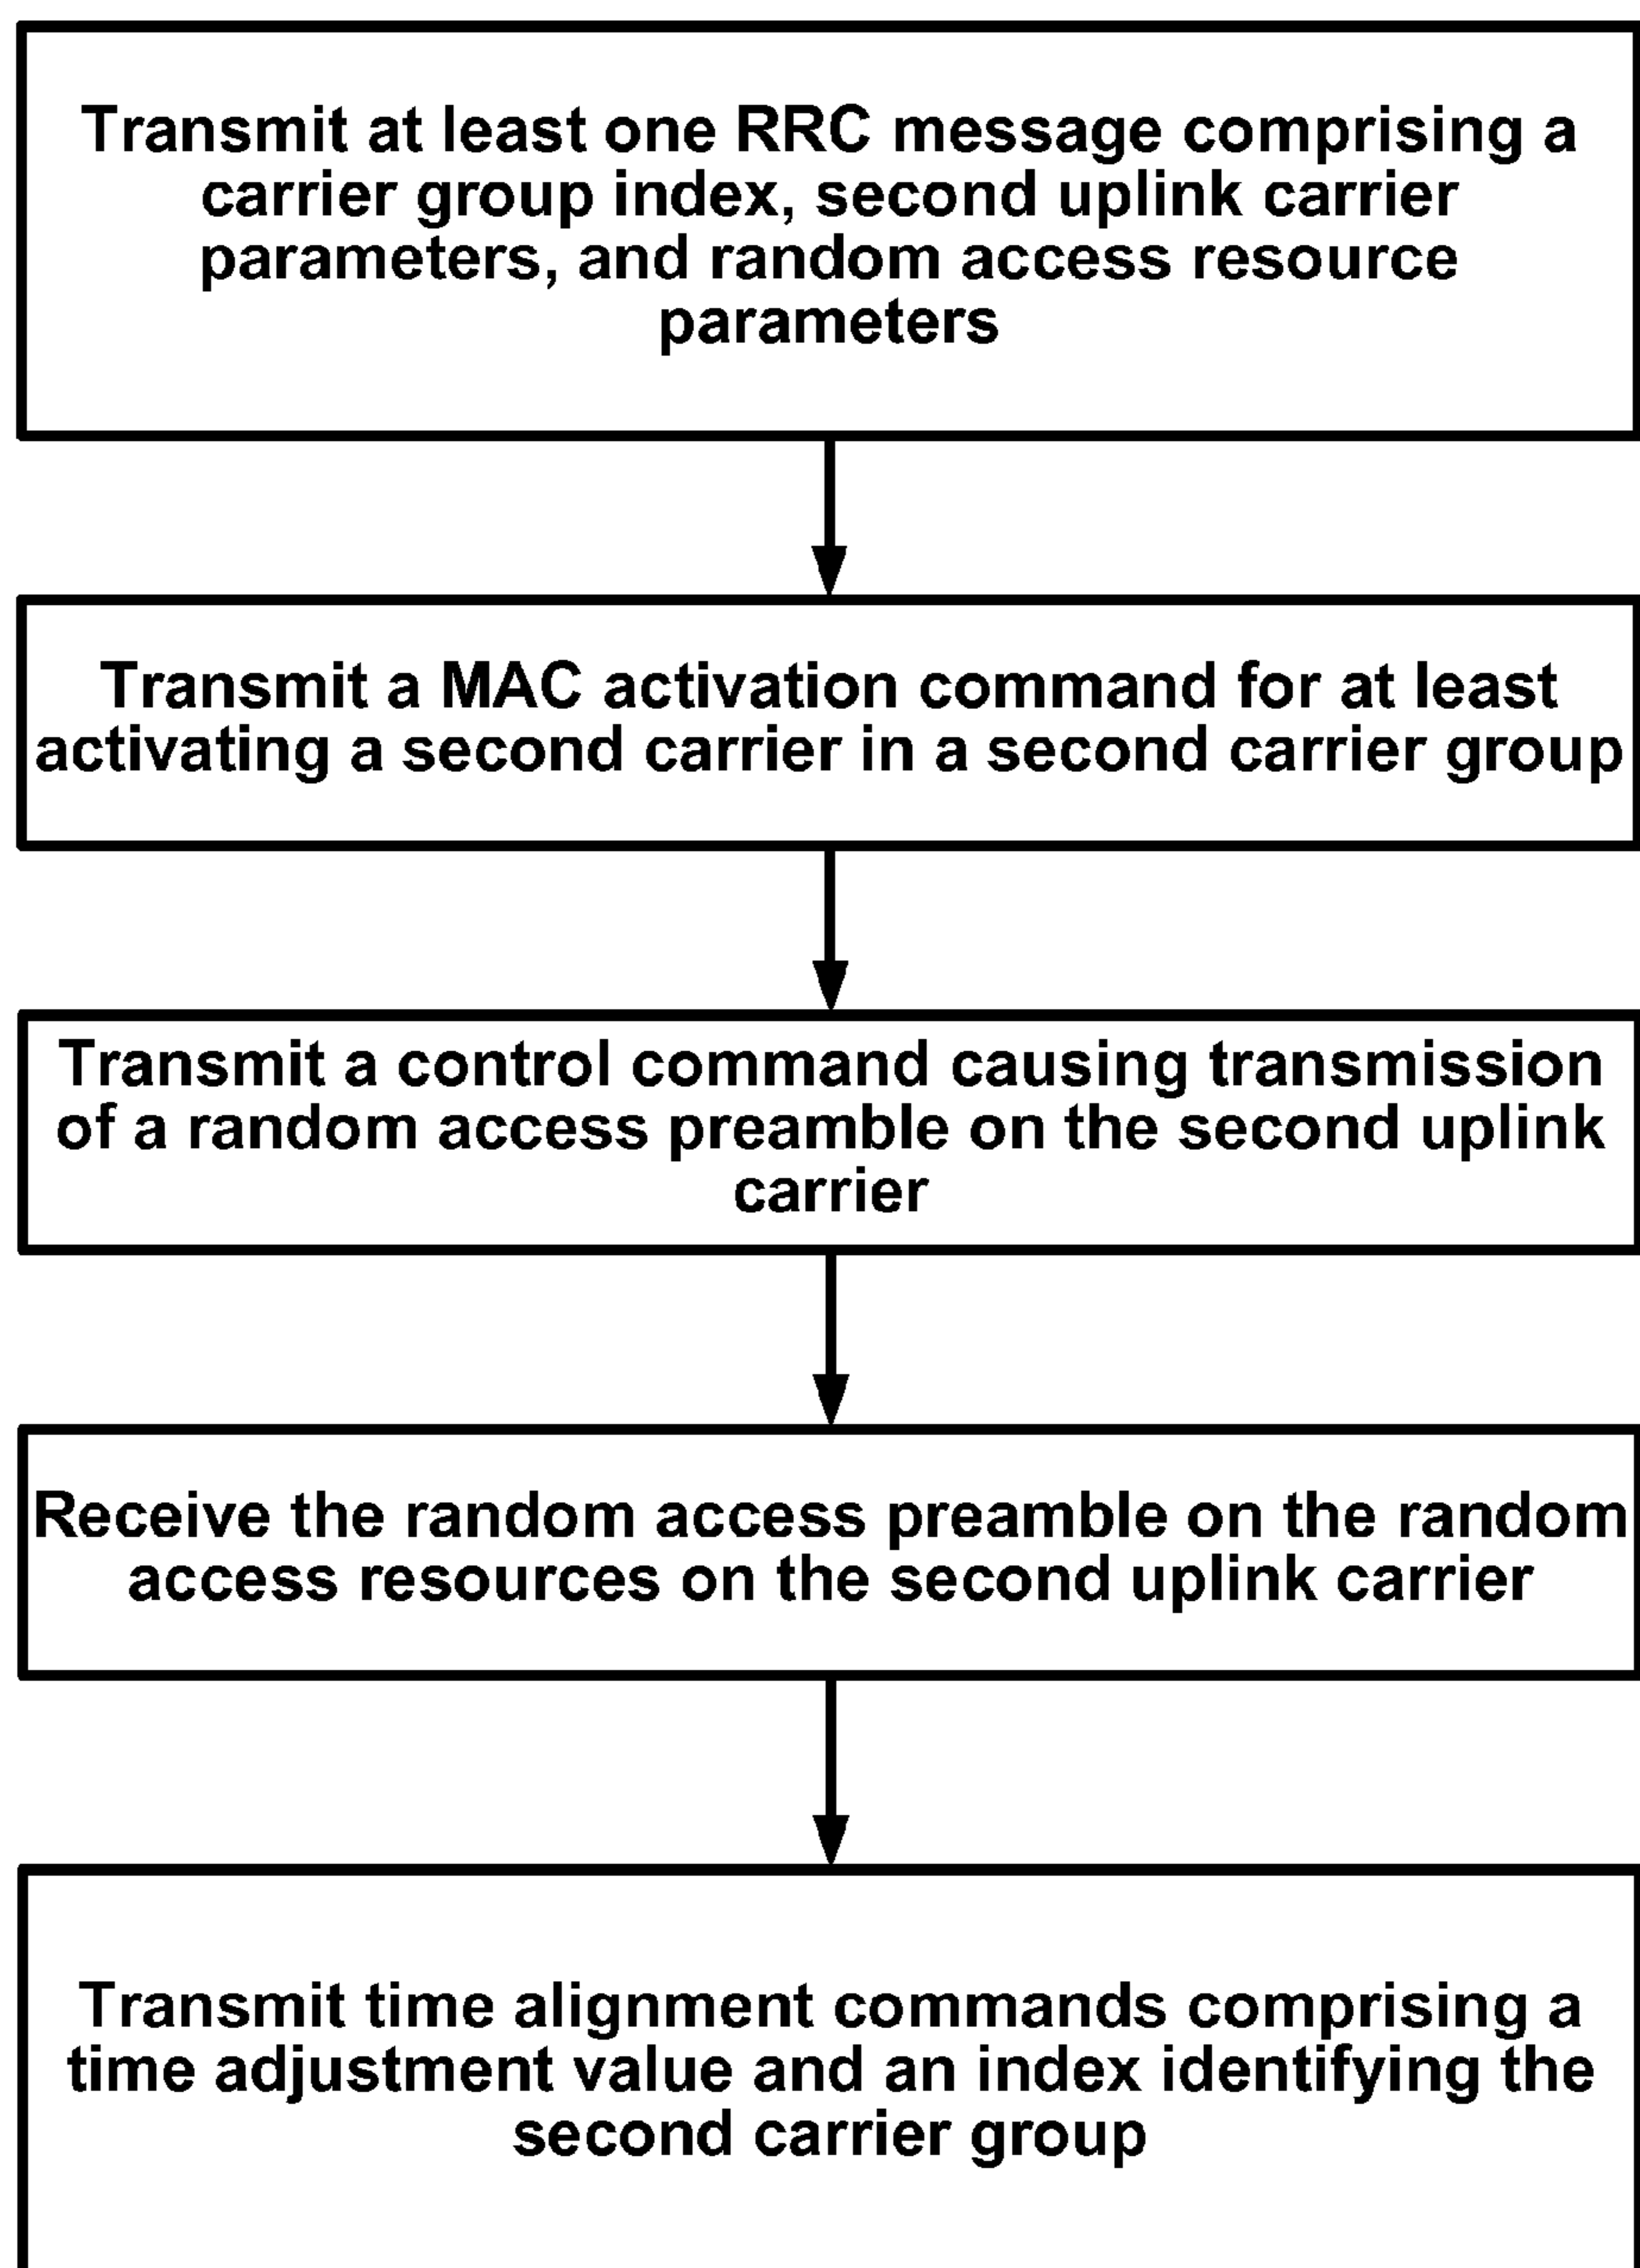 Transmit at least one RRC message comprising a
carrier group index, second uplink carrier
parameters, and random access resource
parameters
Transmit a MAC activation command for at least
activating a second carrier in a second carrier group
Transmit a control command causing transmission
of a random access preamble on the second uplink
carrier
Receive the random access preamble on the random
access resources on the second uplink carrier
Transmit time alignment commands comprising a
time adjustment value and an index identifying the
second carrier group